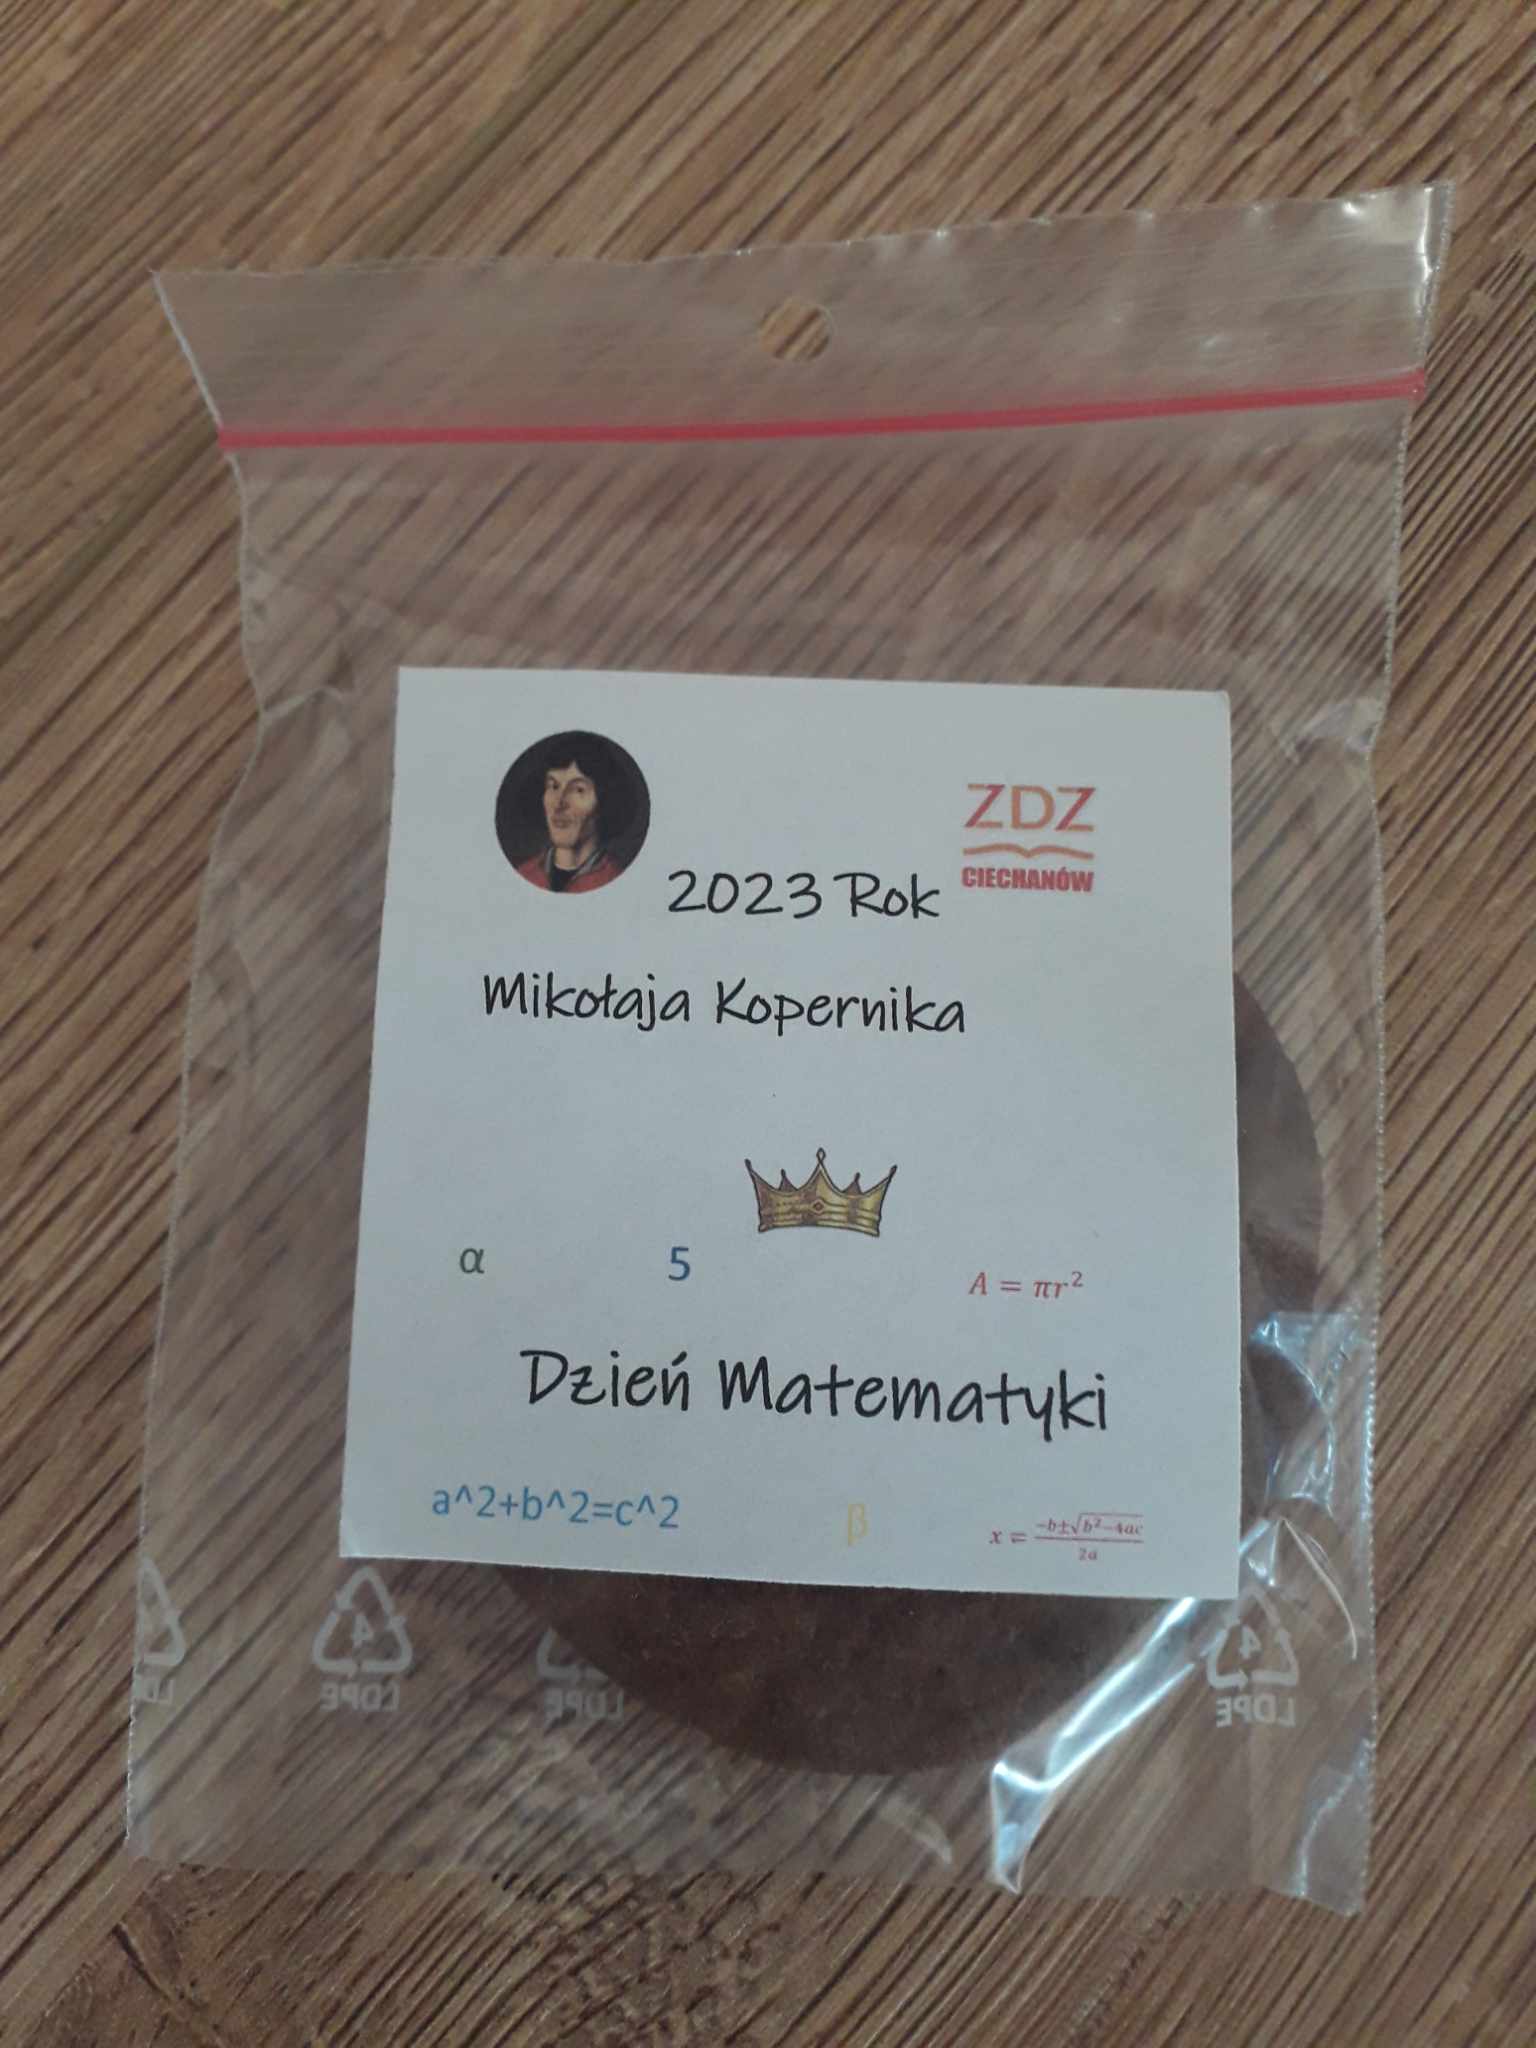 ZDZ
CIECHANÓW
2023 Rok
Mikołaja Kopernika
α 5 A = πr²
Dzień Matematyki
a^2+b^2=c^2 β x = (-b±√(b²-4ac))/(2a)
4 4
LDPE LDPE LDPE LDPE